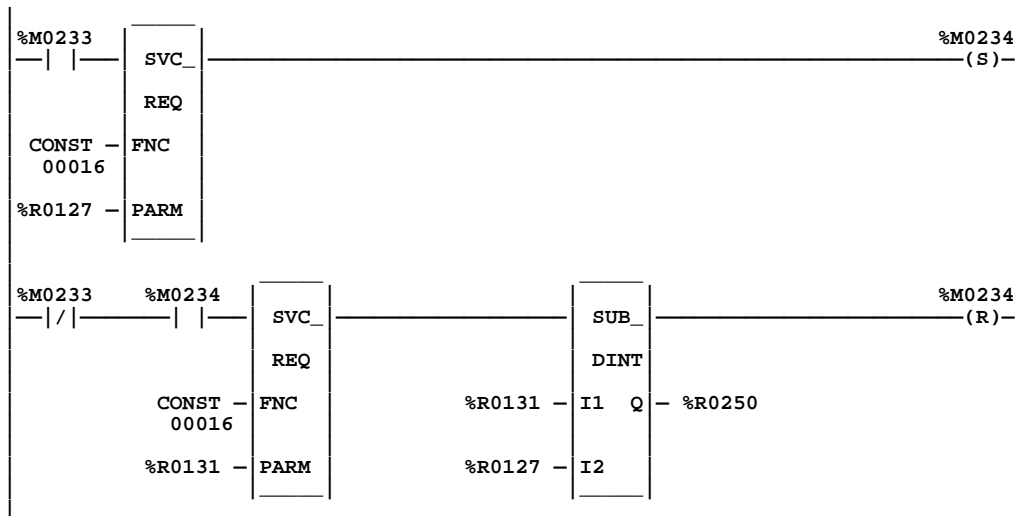 %M0233 %M0234
SVC_ (S)
REQ
CONST FNC
00016
%R0127 PARM
%M0233 %M0234 %M0234
/ SVC_ SUB_ (R)
REQ DINT
CONST FNC %R0131 I1 Q %R0250
00016
%R0131 PARM %R0127 I2